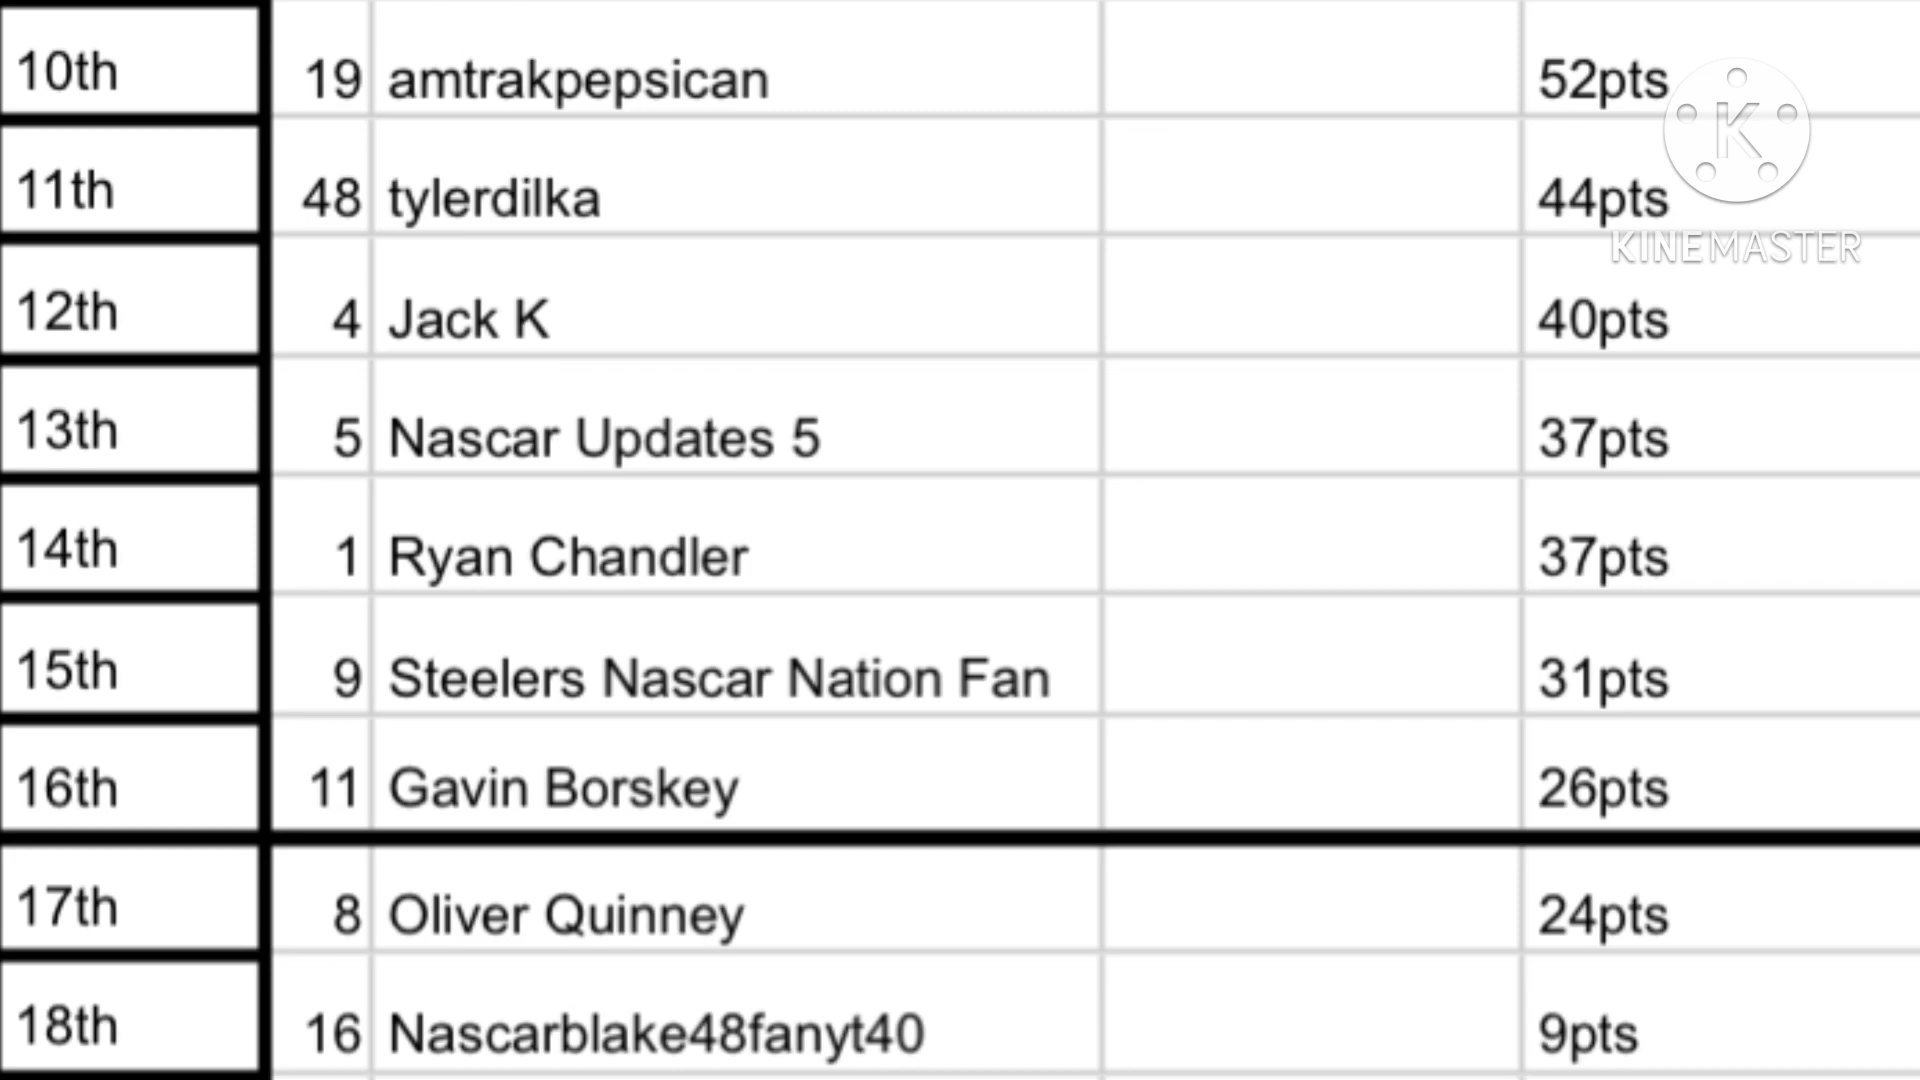 10th 19 amtrakpepsican 52pts
11th 48 tylerdilka 44pts
KINEMASTER
12th 4 Jack K 40pts
13th 5 Nascar Updates 5 37pts
14th 1 Ryan Chandler 37pts
15th 9 Steelers Nascar Nation Fan 31pts
16th 11 Gavin Borskey 26pts
17th 8 Oliver Quinney 24pts
18th 16 Nascarblake48fanyt40 9pts